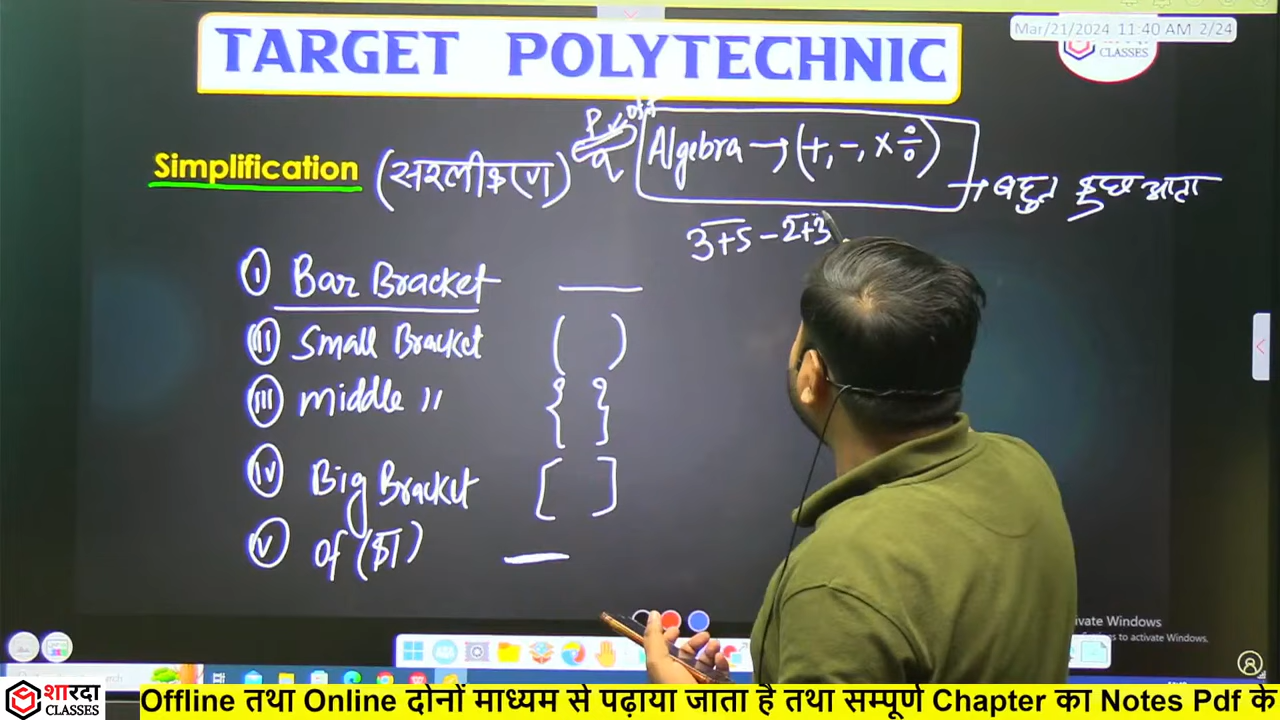 Mar/21/2024 11:40 AM 2/24
TARGET POLYTECHNIC
CLASSES
Simplification (सरलीकरण)
Algebra → (+, -, × ÷) → बहुत कुछ आता
3+5 - 2+3
(i) Bar Bracket
(ii) Small Bracket ( )
(iii) middle 〃 { }
(iv) Big Bracket [ ]
(v) of (का)
शारदा
CLASSES
Offline तथा Online दोनों माध्यम से पढ़ाया जाता है तथा सम्पूर्ण Chapter का Notes Pdf के